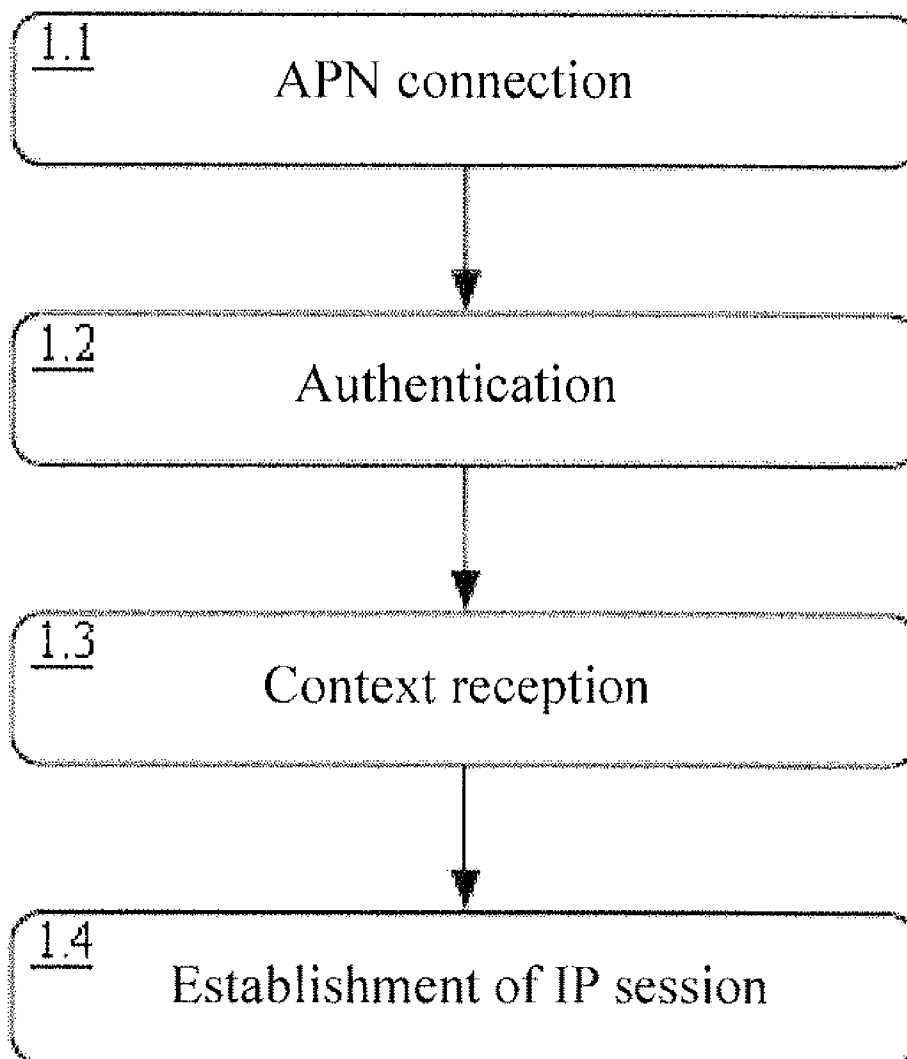 1.1
APN connection
1.2
Authentication
1.3
Context reception
1.4
Establishment of IP session